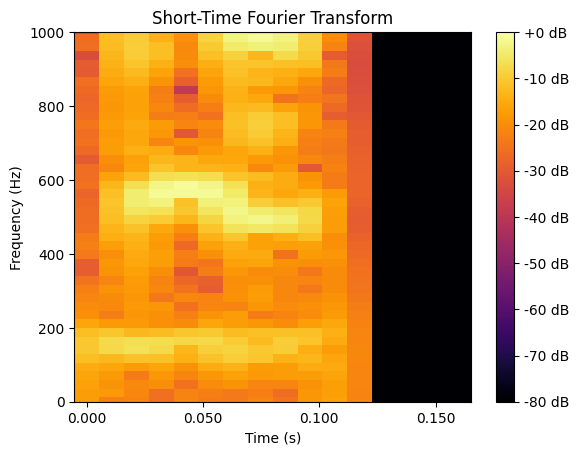 Short-Time Fourier Transform
1000
800
600
400
200
0
Frequency (Hz)
0.000
0.050
0.100
0.150
Time (s)
+0 dB
-10 dB
-20 dB
-30 dB
-40 dB
-50 dB
-60 dB
-70 dB
-80 dB